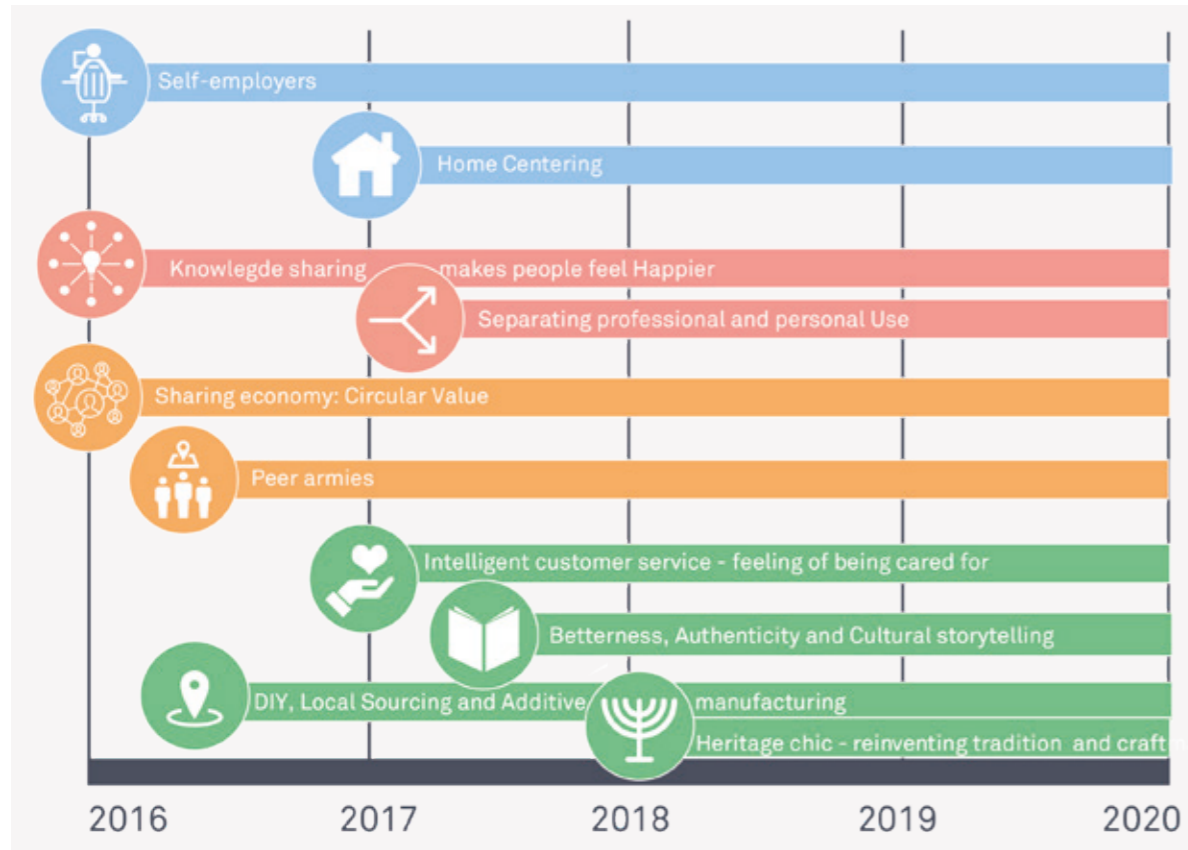 Self-employers
Home Centering
Knowlegde sharing makes people feel Happier
Separating professional and personal Use
Sharing economy: Circular Value
Peer armies
Intelligent customer service - feeling of being cared for
Betterness, Authenticity and Cultural storytelling
DIY, Local Sourcing and Additive manufacturing
Heritage chic - reinventing tradition and craftin
2016 2017 2018 2019 2020